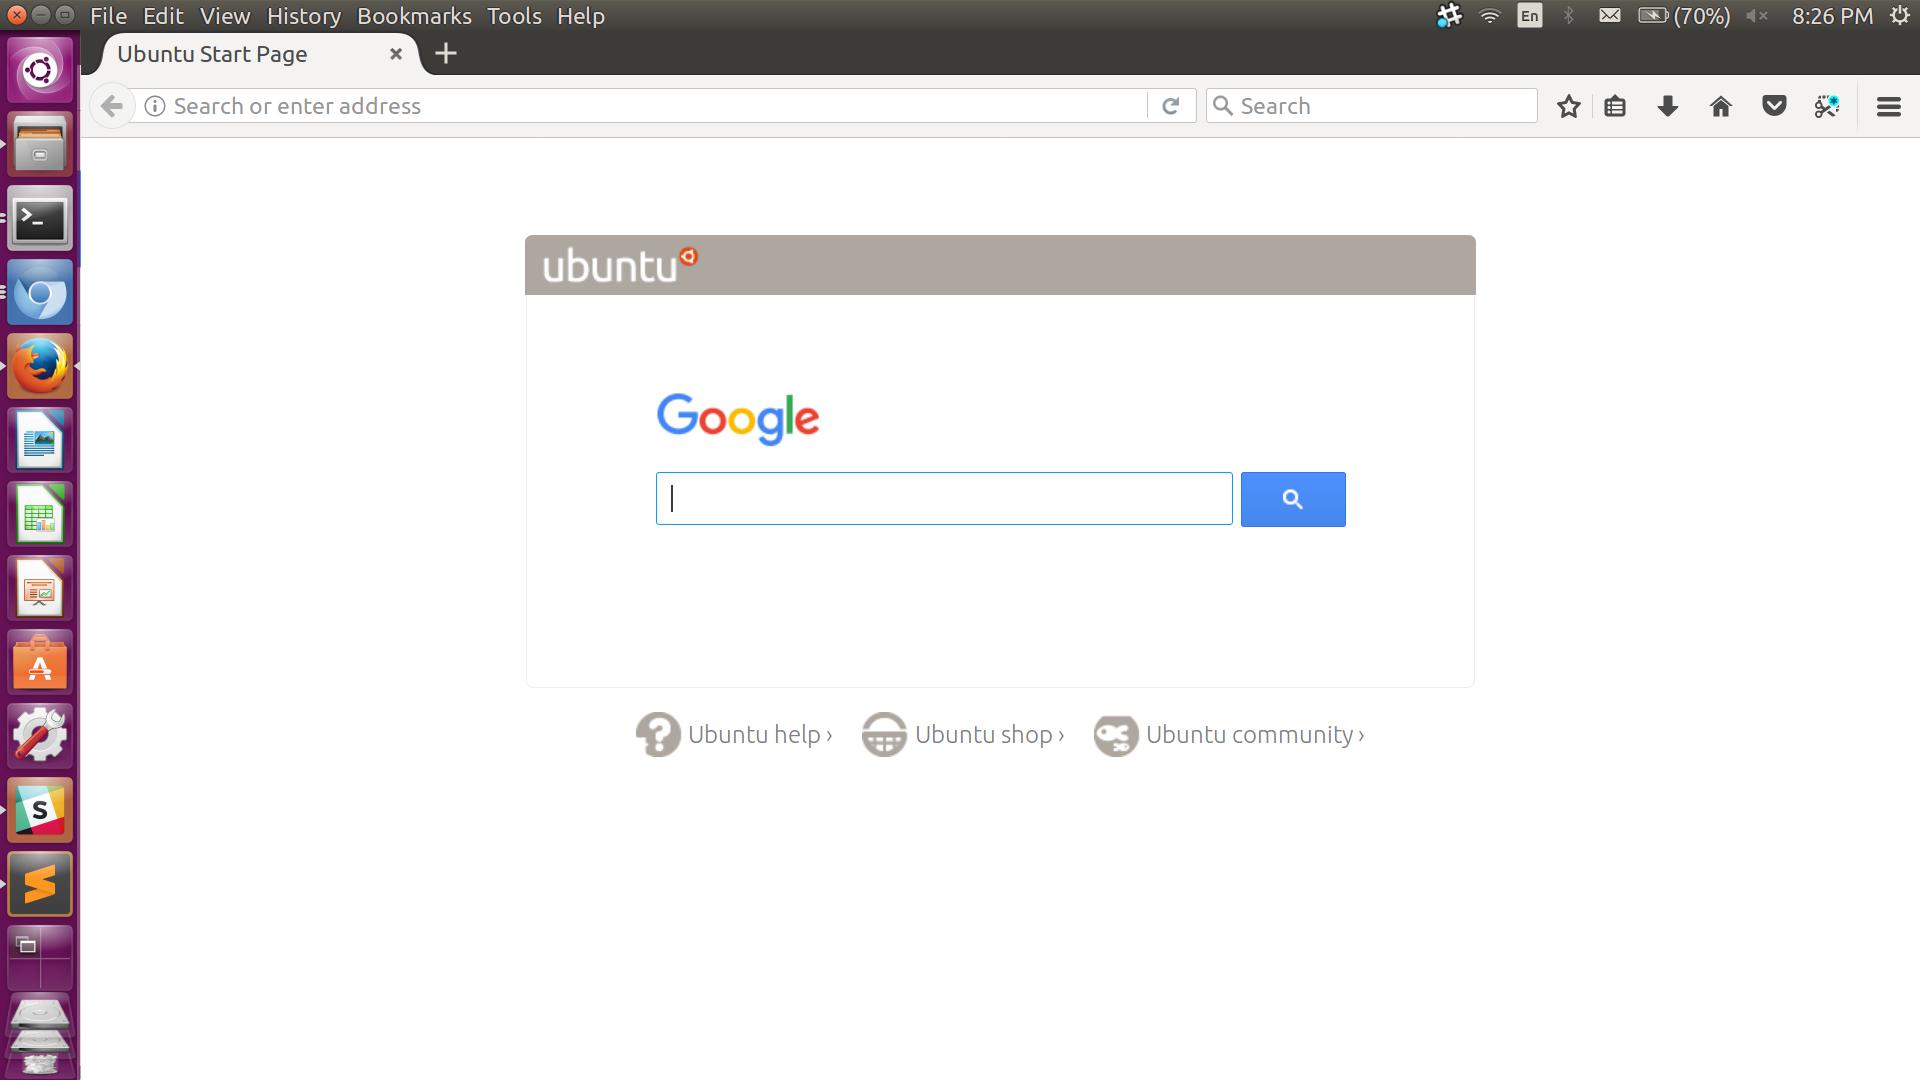 File Edit View History Bookmarks Tools Help
En (70%) 8:26 PM
Ubuntu Start Page
Search or enter address
Search
ubuntu
Google
Ubuntu help ›
Ubuntu shop ›
Ubuntu community ›
S